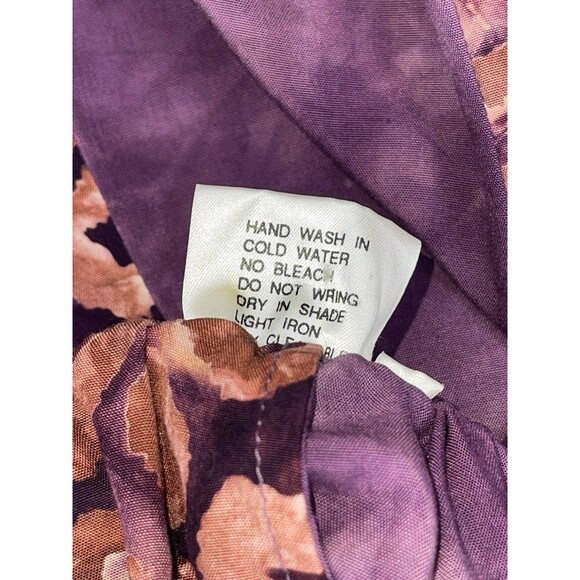 HAND WASH IN
COLD WATER
NO BLEACH
DO NOT WRING
DRY IN SHADE
LIGHT IRON